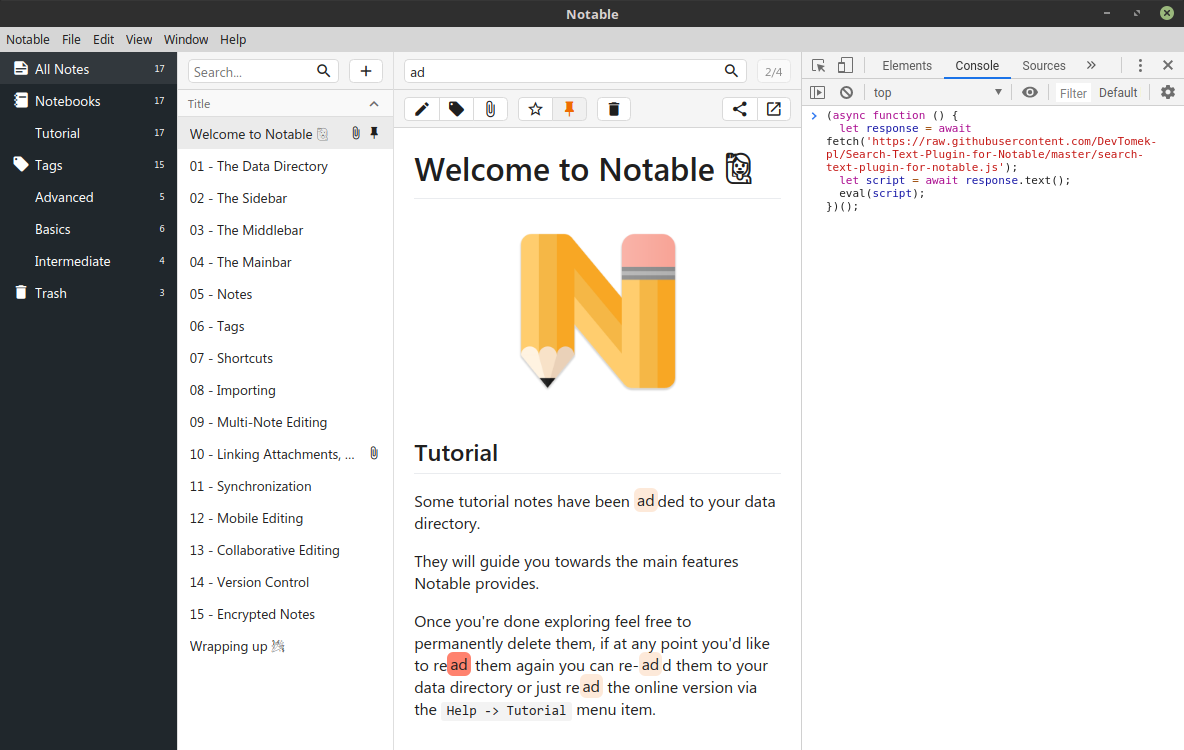 Notable
Notable File Edit View Window Help
All Notes 17
Notebooks 17
Tutorial 17
Tags 15
Advanced 5
Basics 6
Intermediate 4
Trash 3
Search...
Title
Welcome to Notable
01 - The Data Directory
02 - The Sidebar
03 - The Middlebar
04 - The Mainbar
05 - Notes
06 - Tags
07 - Shortcuts
08 - Importing
09 - Multi-Note Editing
10 - Linking Attachments, ...
11 - Synchronization
12 - Mobile Editing
13 - Collaborative Editing
14 - Version Control
15 - Encrypted Notes
Wrapping up
ad 2/4
Welcome to Notable
Tutorial
Some tutorial notes have been added to your data
directory.
They will guide you towards the main features
Notable provides.
Once you're done exploring feel free to
permanently delete them, if at any point you'd like
to read them again you can re-add them to your
data directory or just read the online version via
the Help -> Tutorial menu item.
Elements Console Sources »
top Filter Default
(async function () {
let response = await
fetch('https://raw.githubusercontent.com/DevTomek-
pl/Search-Text-Plugin-for-Notable/master/search-
text-plugin-for-notable.js');
let script = await response.text();
eval(script);
})();